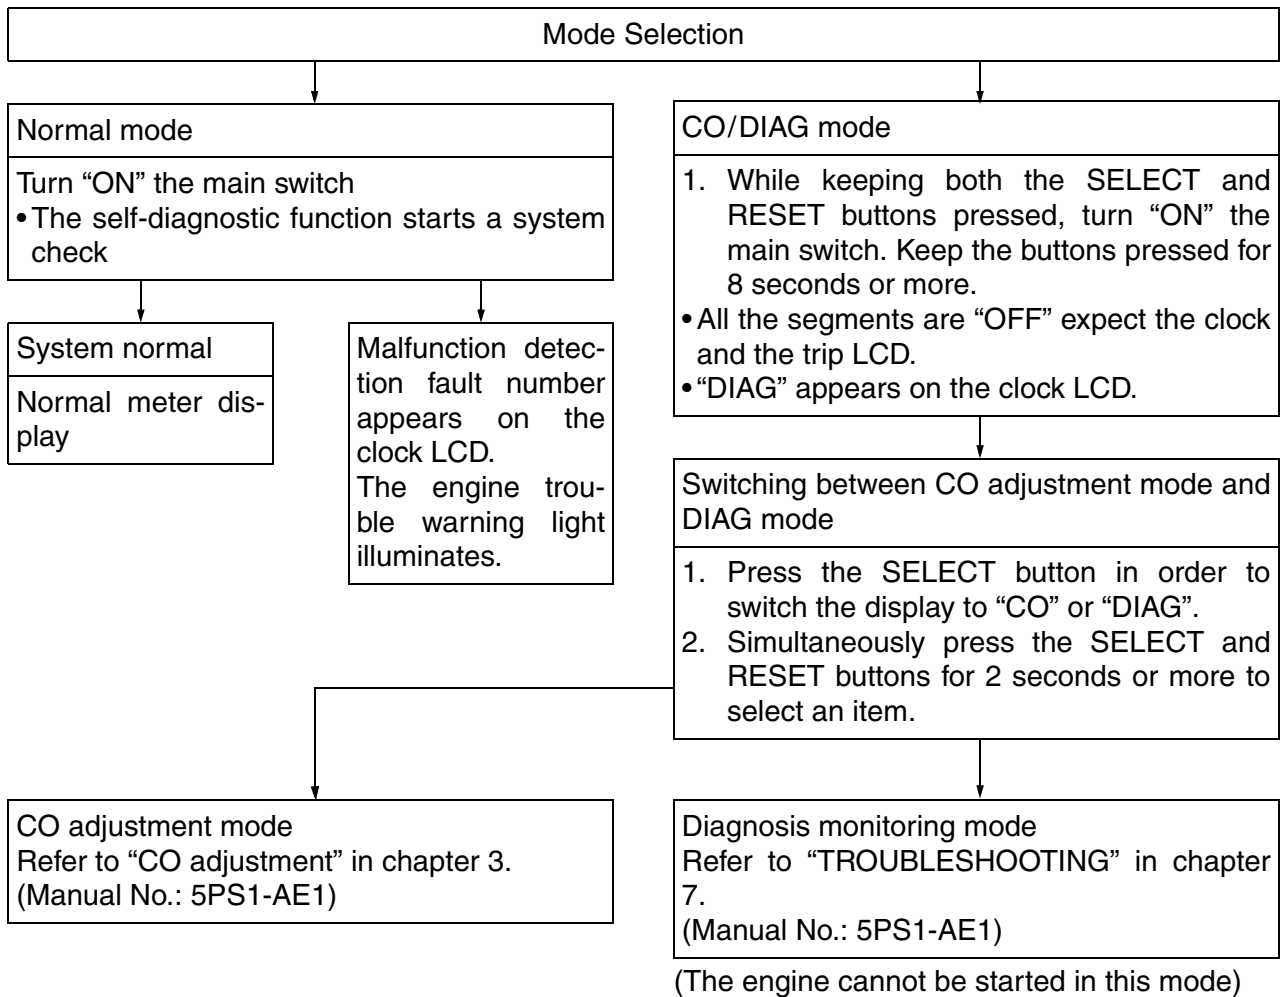 Mode Selection
Normal mode
Turn “ON” the main switch
• The self-diagnostic function starts a system
check
System normal
Normal meter dis-
play
Malfunction detec-
tion fault number
appears on the
clock LCD.
The engine trou-
ble warning light
illuminates.
CO/DIAG mode
1. While keeping both the SELECT and
RESET buttons pressed, turn “ON” the
main switch. Keep the buttons pressed for
8 seconds or more.
• All the segments are “OFF” expect the clock
and the trip LCD.
• “DIAG” appears on the clock LCD.
Switching between CO adjustment mode and
DIAG mode
1. Press the SELECT button in order to
switch the display to “CO” or “DIAG”.
2. Simultaneously press the SELECT and
RESET buttons for 2 seconds or more to
select an item.
CO adjustment mode
Refer to “CO adjustment” in chapter 3.
(Manual No.: 5PS1-AE1)
Diagnosis monitoring mode
Refer to “TROUBLESHOOTING” in chapter
7.
(Manual No.: 5PS1-AE1)
(The engine cannot be started in this mode)